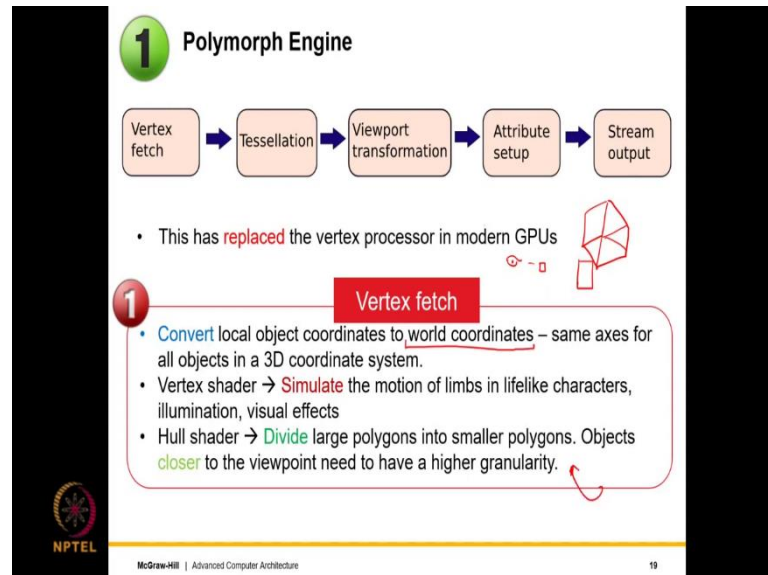 1
Polymorph Engine
Vertex fetch
Tessellation
Viewport transformation
Attribute setup
Stream output
• This has replaced the vertex processor in modern GPUs
1
Vertex fetch
• Convert local object coordinates to world coordinates – same axes for
all objects in a 3D coordinate system.
• Vertex shader → Simulate the motion of limbs in lifelike characters,
illumination, visual effects
• Hull shader → Divide large polygons into smaller polygons. Objects
closer to the viewpoint need to have a higher granularity.
NPTEL
McGraw-Hill | Advanced Computer Architecture
19